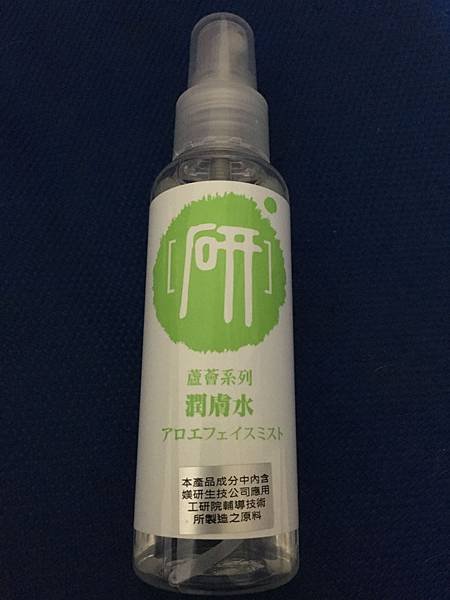 [研]
蘆薈系列
潤膚水
アロエフェイスミスト
本產品成分中內含
媄研生技公司應用
工研院輔導技術
所製造之原料